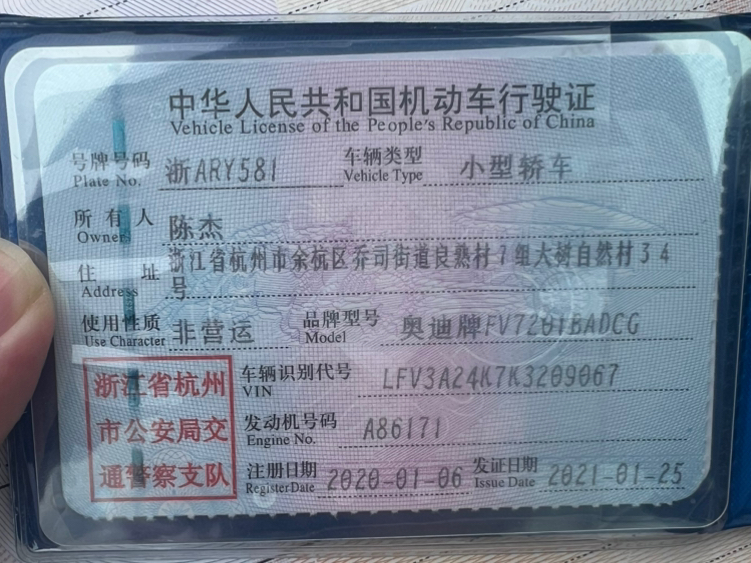 中华人民共和国机动车行驶证
Vehicle License of the People's Republic of China
号牌号码 浙ARY581 车辆类型 小型轿车
Plate No. Vehicle Type
所有人 陈杰
Owner
住址 浙江省杭州市余杭区乔司街道良熟村7组大树自然村34
Address 号
使用性质 非营运 品牌型号 奥迪牌FV7201BADCG
Use Character Model
浙江省杭州 车辆识别代号 LFV3A24K7K3209067
VIN
市公安局交 发动机号码 A86171
Engine No.
通警察支队 注册日期 2020-01-06 发证日期 2021-01-25
Register Date Issue Date